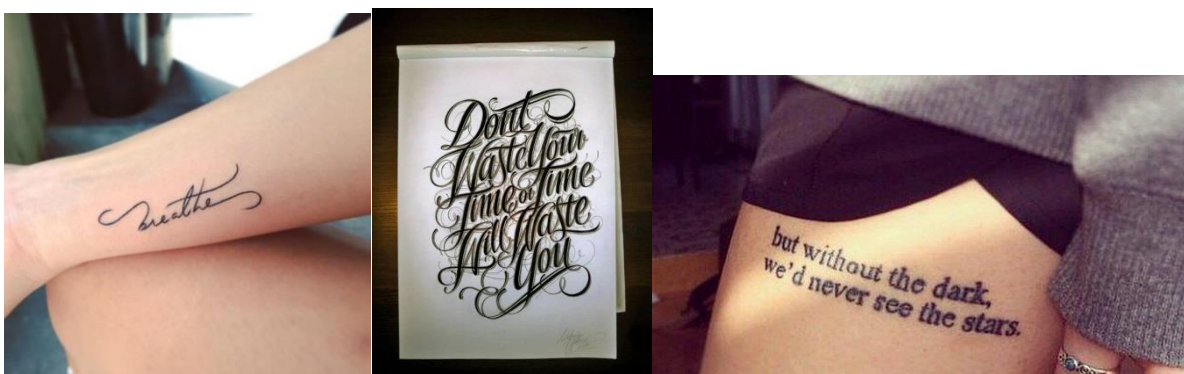 breathe
Dont
Waste Your
Time or Time
Will Waste
You
but without the dark,
we'd never see the stars.